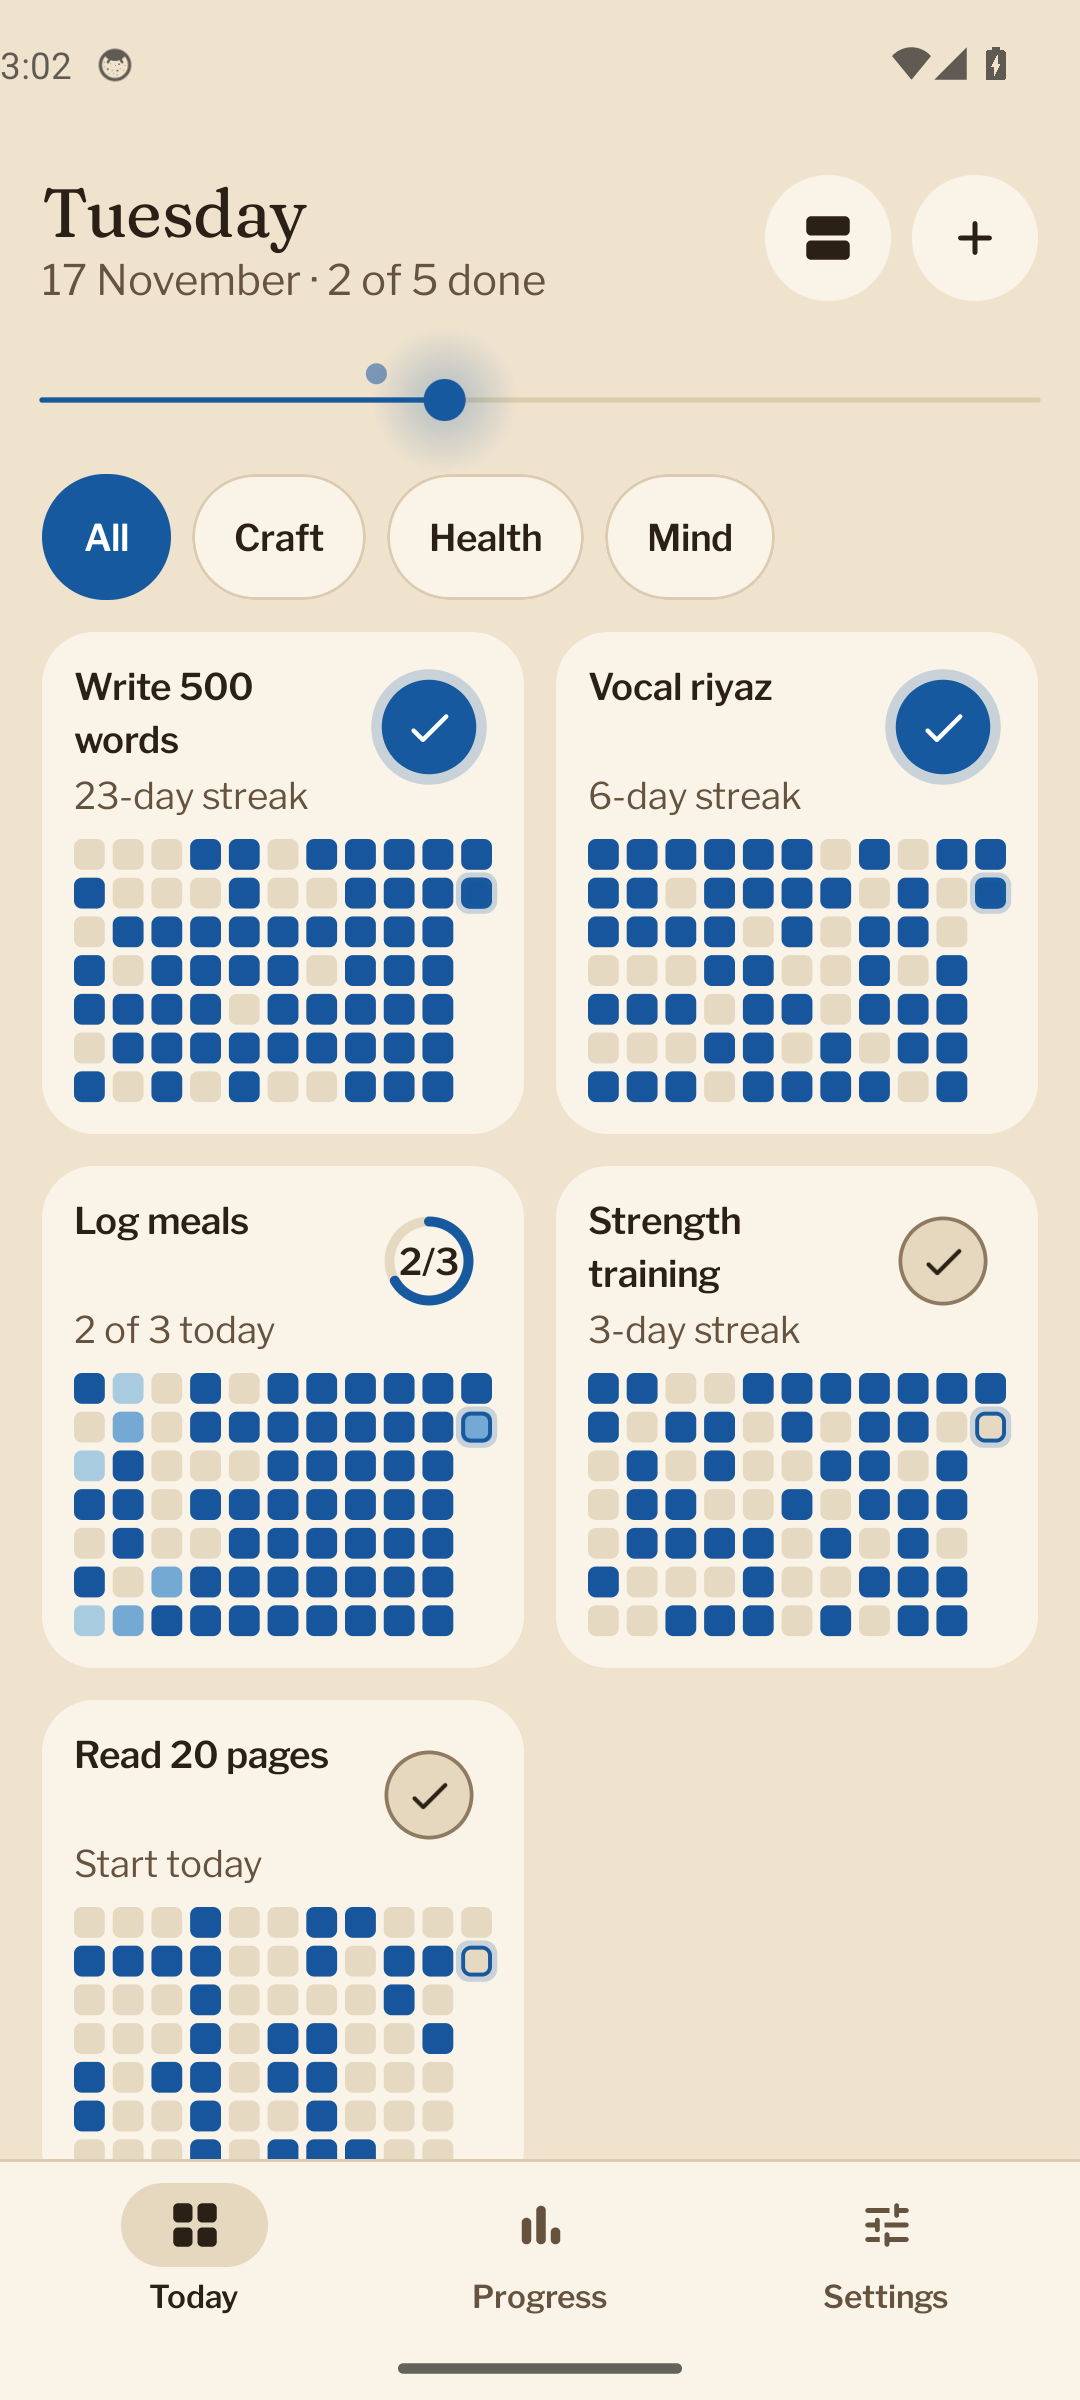 3:02
Tuesday
17 November · 2 of 5 done
All
Craft
Health
Mind
Write 500
words
23-day streak
Vocal riyaz
6-day streak
Log meals
2/3
2 of 3 today
Strength
training
3-day streak
Read 20 pages
Start today
Today
Progress
Settings